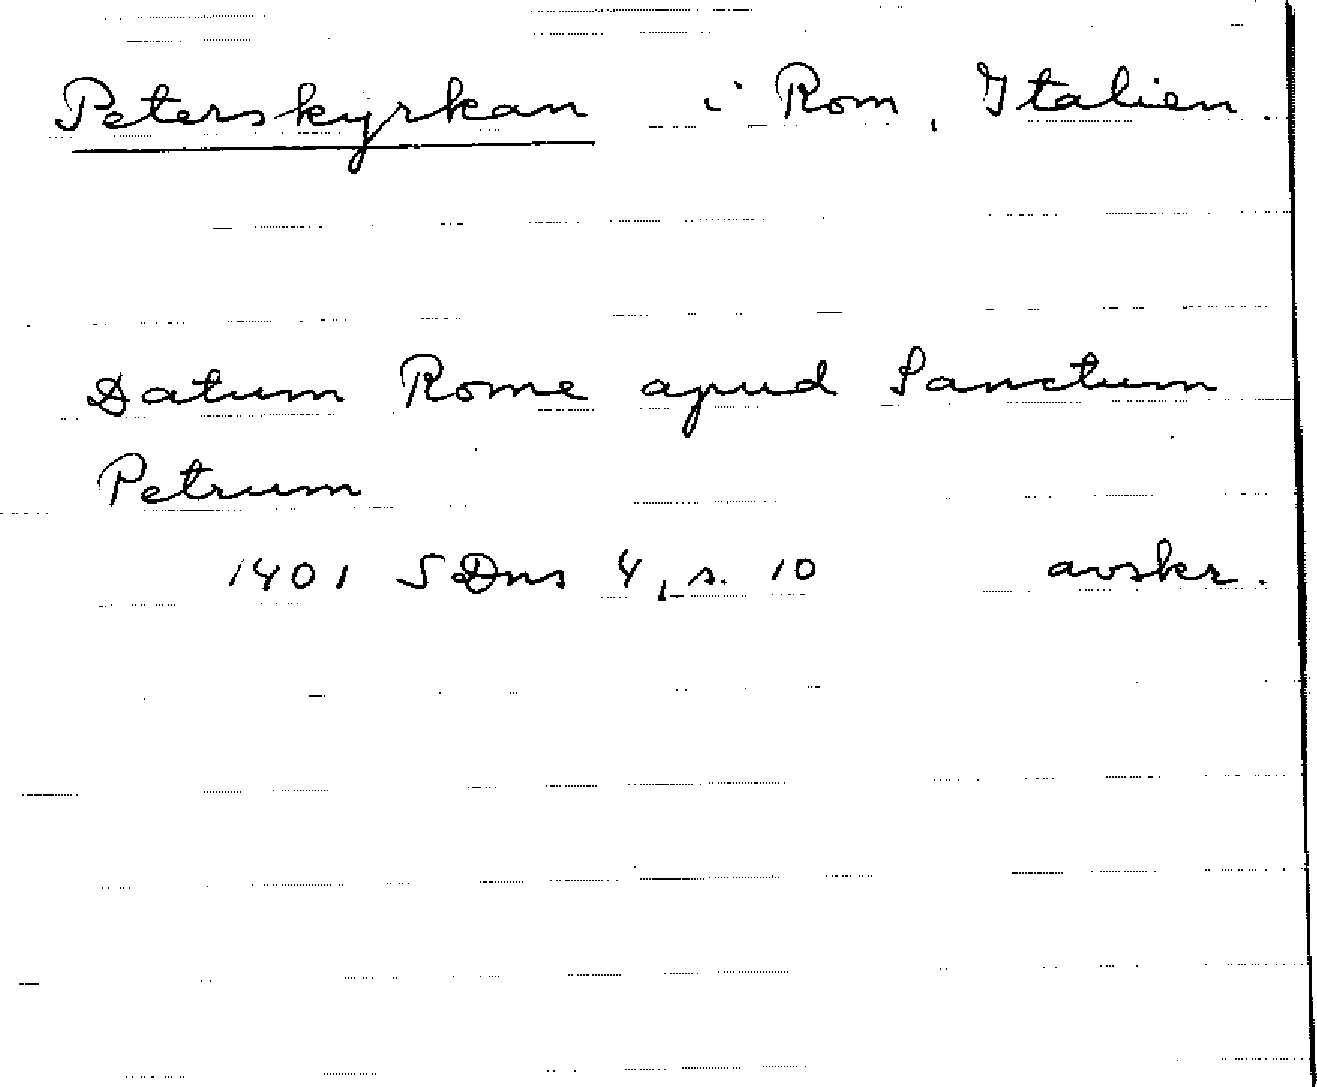 Peterskyrkan i Rom, Italien.
Datum Rome apud Sanctum
Petrum
1401 SDns 4, s. 10 avskr.